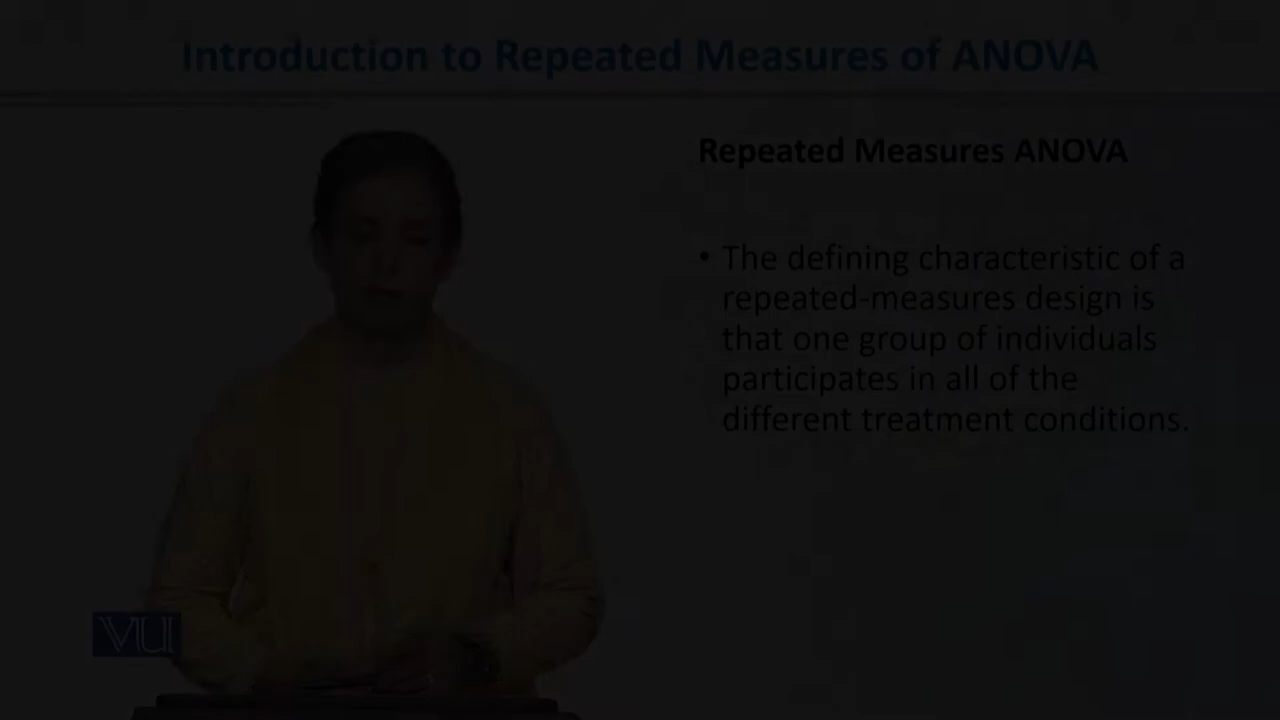 Introduction to Repeated Measures of ANOVA
Repeated Measures ANOVA
• The defining characteristic of a
repeated-measures design is
that one group of individuals
participates in all of the
different treatment conditions.
VU